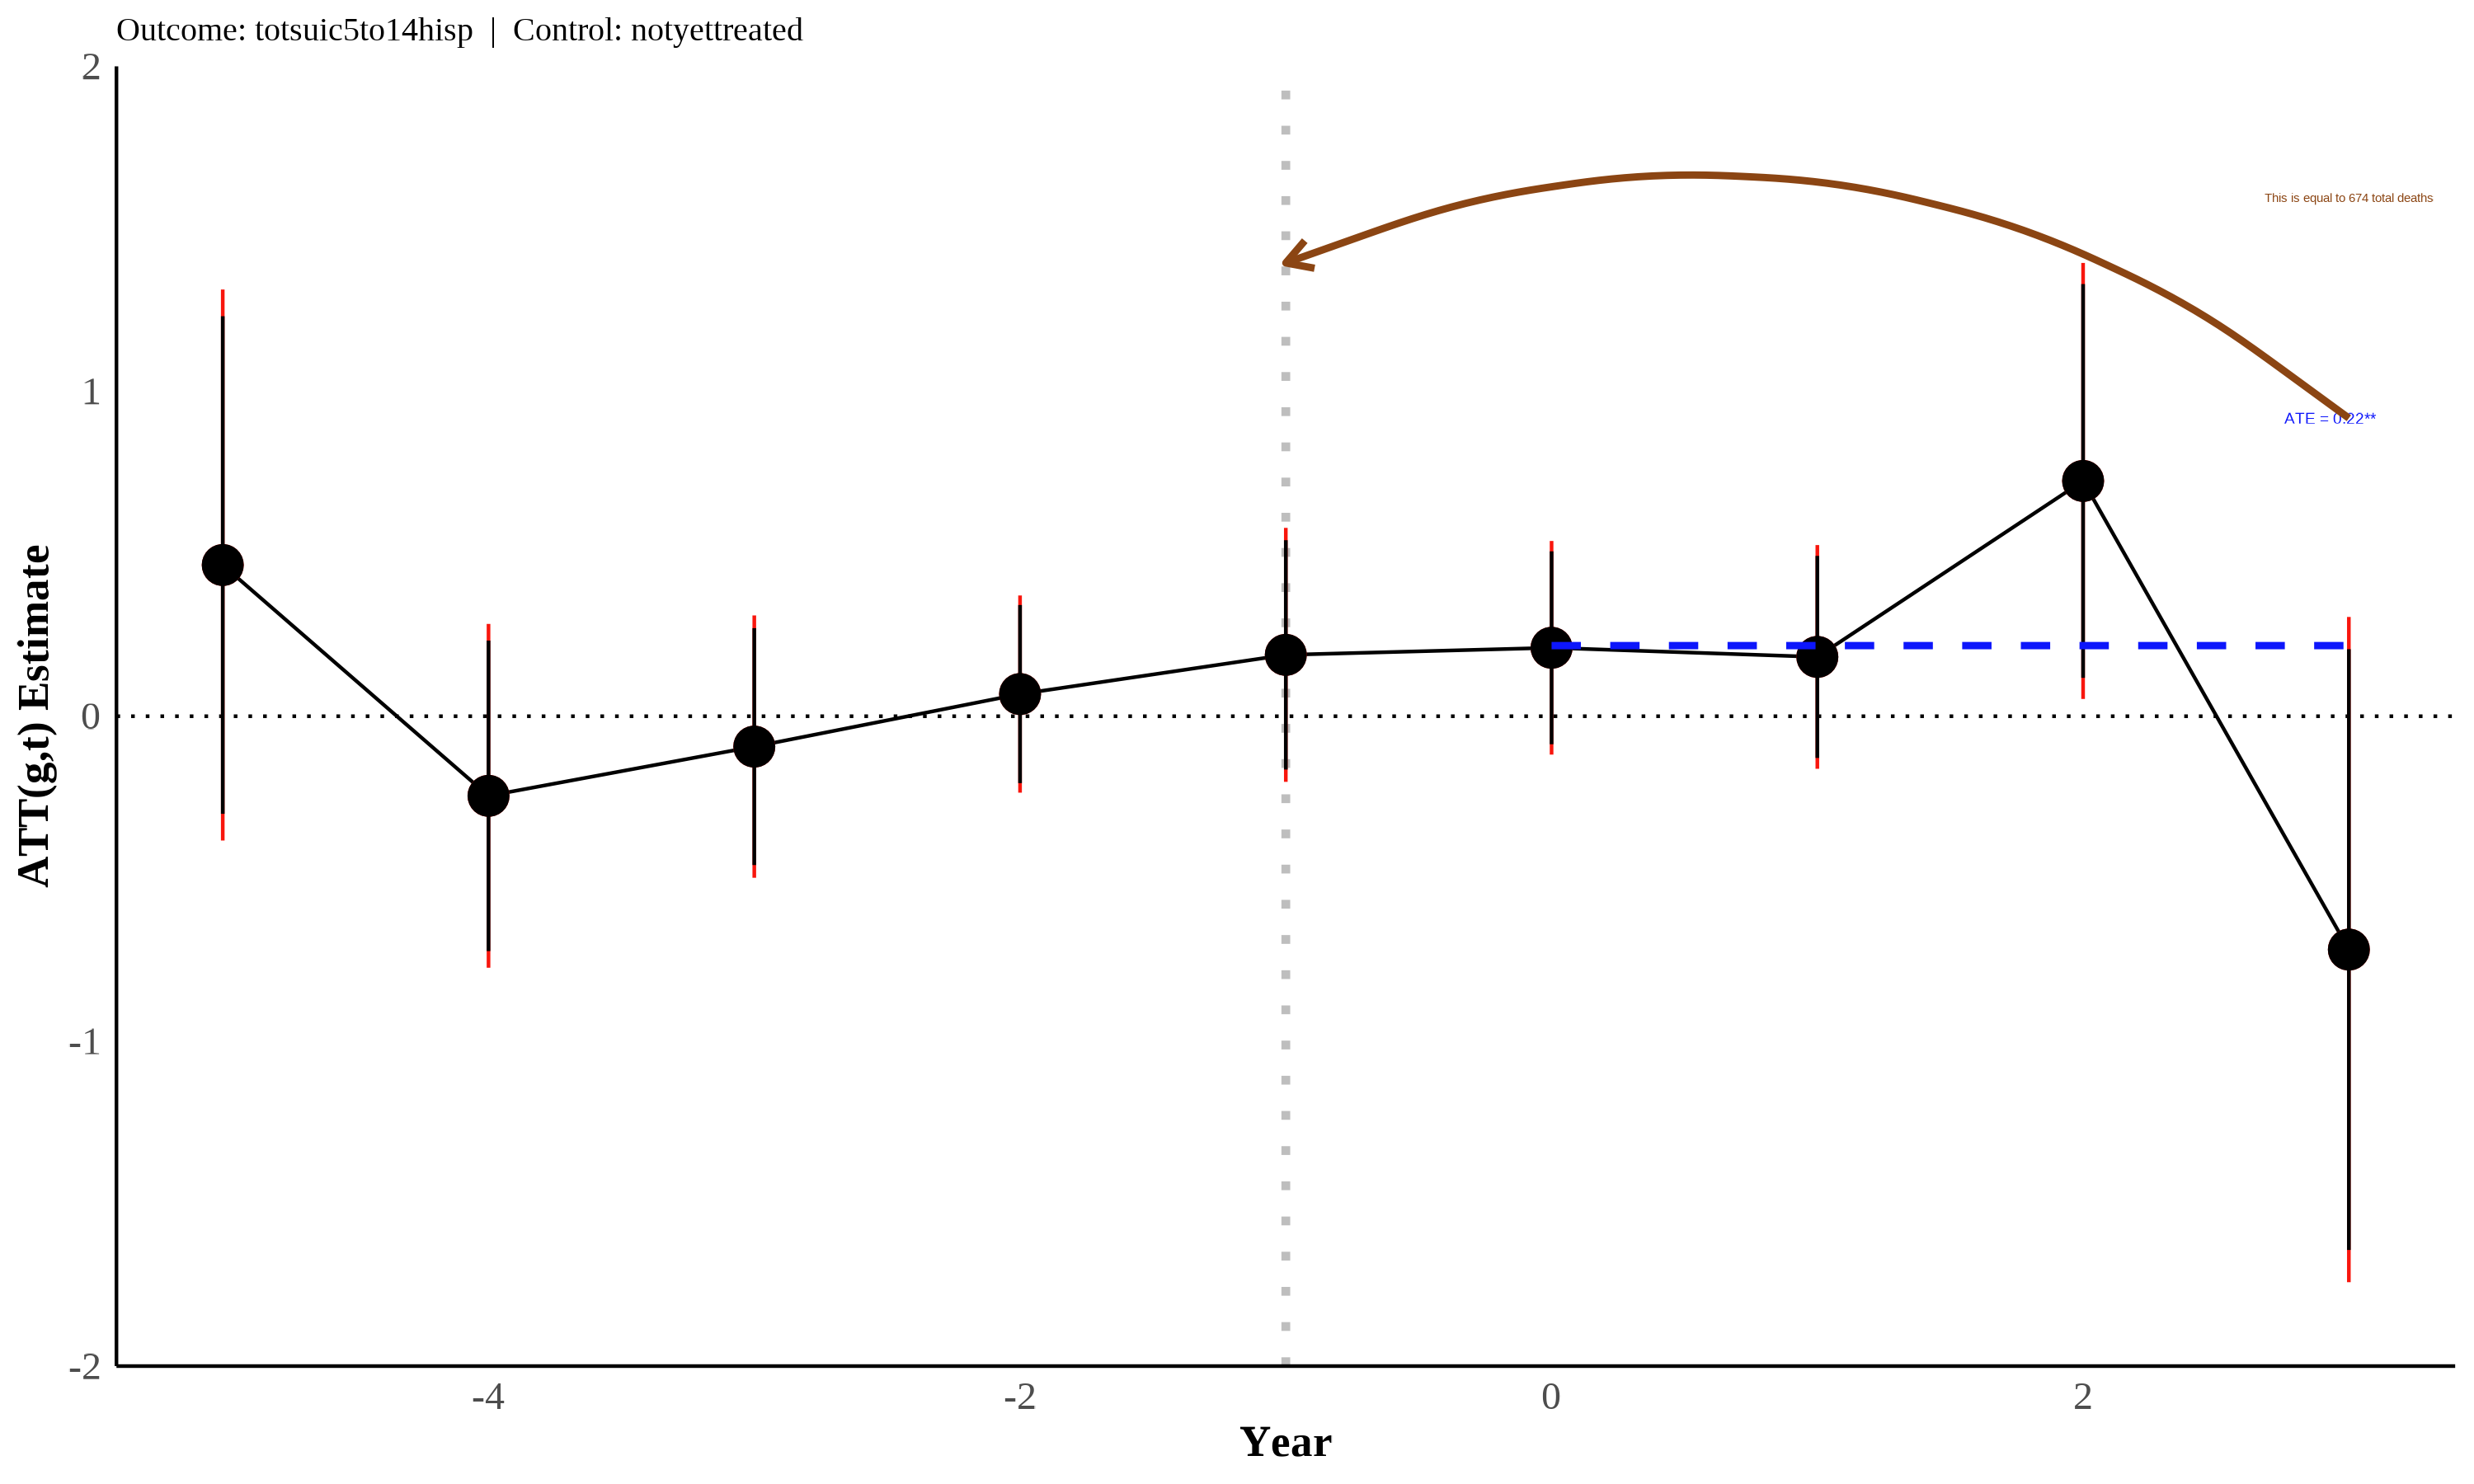 Outcome: totsuic5to14hisp | Control: notyettreated
2
1
0
-1
-2
ATT(g,t) Estimate
This is equal to 674 total deaths
ATE = 0.22**
-4
-2
0
2
Year